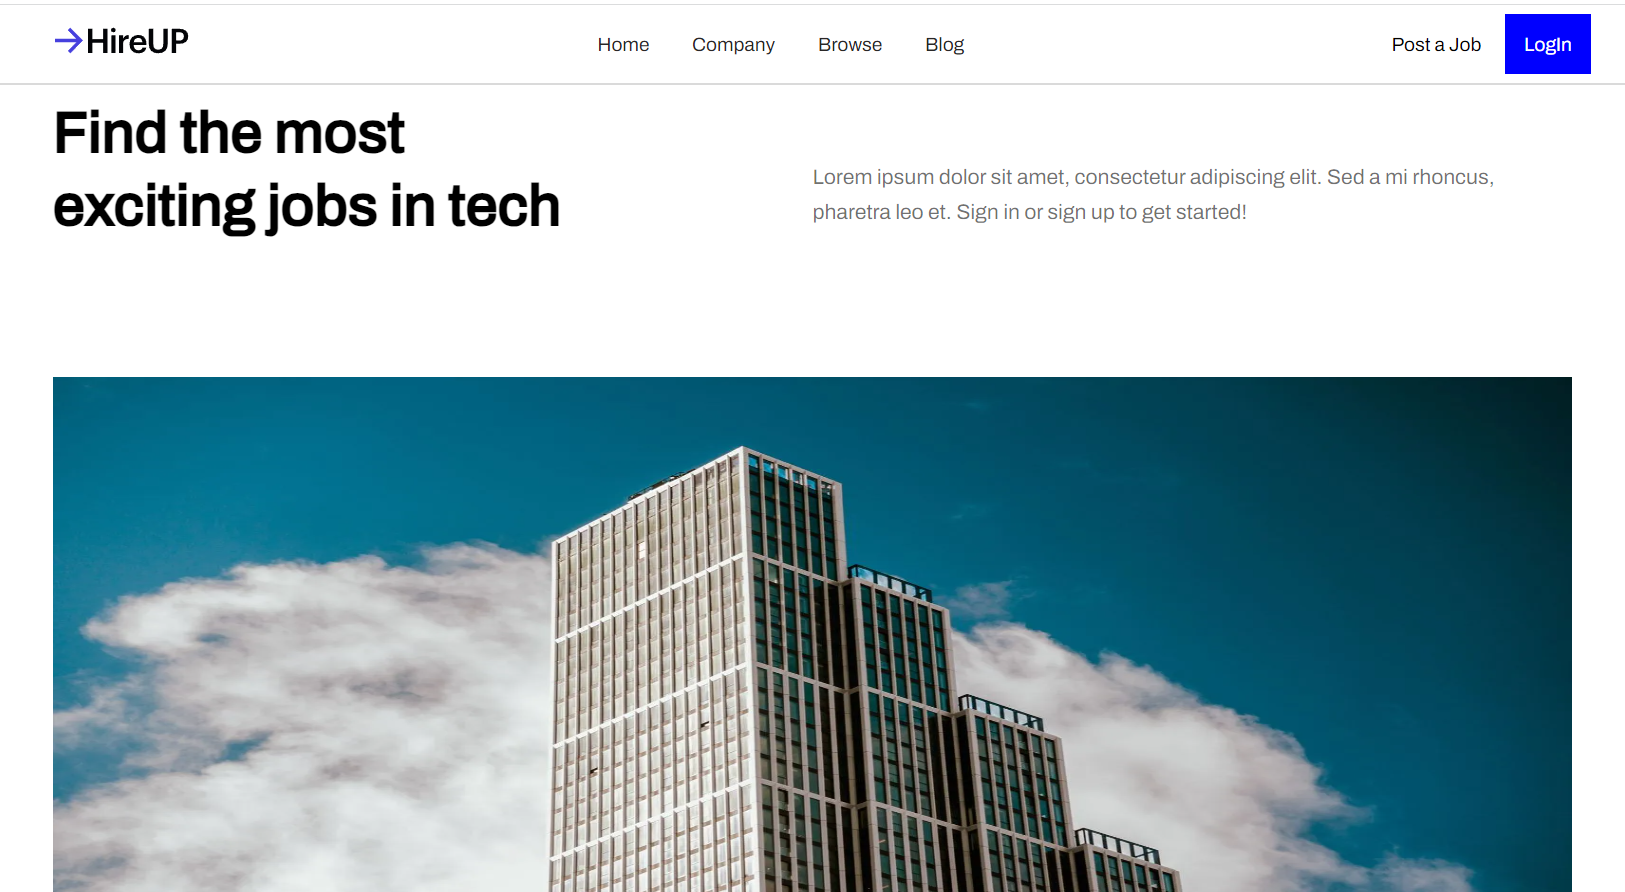 HireUP
Home
Company
Browse
Blog
Post a Job
LogIn
Find the most
exciting jobs in tech
Lorem ipsum dolor sit amet, consectetur adipiscing elit. Sed a mi rhoncus,
pharetra leo et. Sign in or sign up to get started!